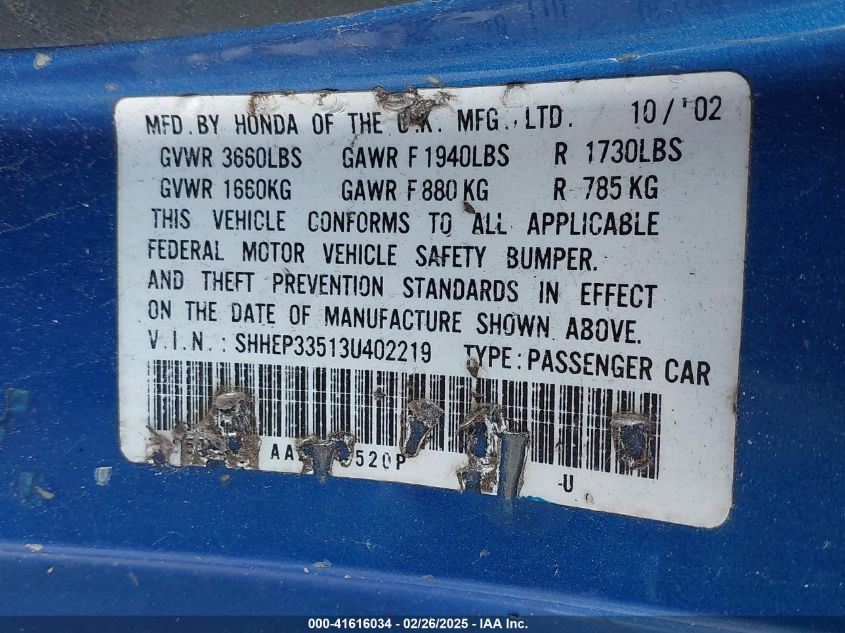 MFD. BY HONDA OF THE U.K. MFG., LTD. 10/'02
GVWR 3660LBS GAWR F 1940LBS R 1730LBS
GVWR 1660KG GAWR F 880 KG R 785 KG
THIS VEHICLE CONFORMS TO ALL APPLICABLE
FEDERAL MOTOR VEHICLE SAFETY BUMPER.
AND THEFT PREVENTION STANDARDS IN EFFECT
ON THE DATE OF MANUFACTURE SHOWN ABOVE.
V.I.N.: SHHEP33513U402219 TYPE: PASSENGER CAR
AA 520P -U
000-41616034 - 02/26/2025 - IAA Inc.